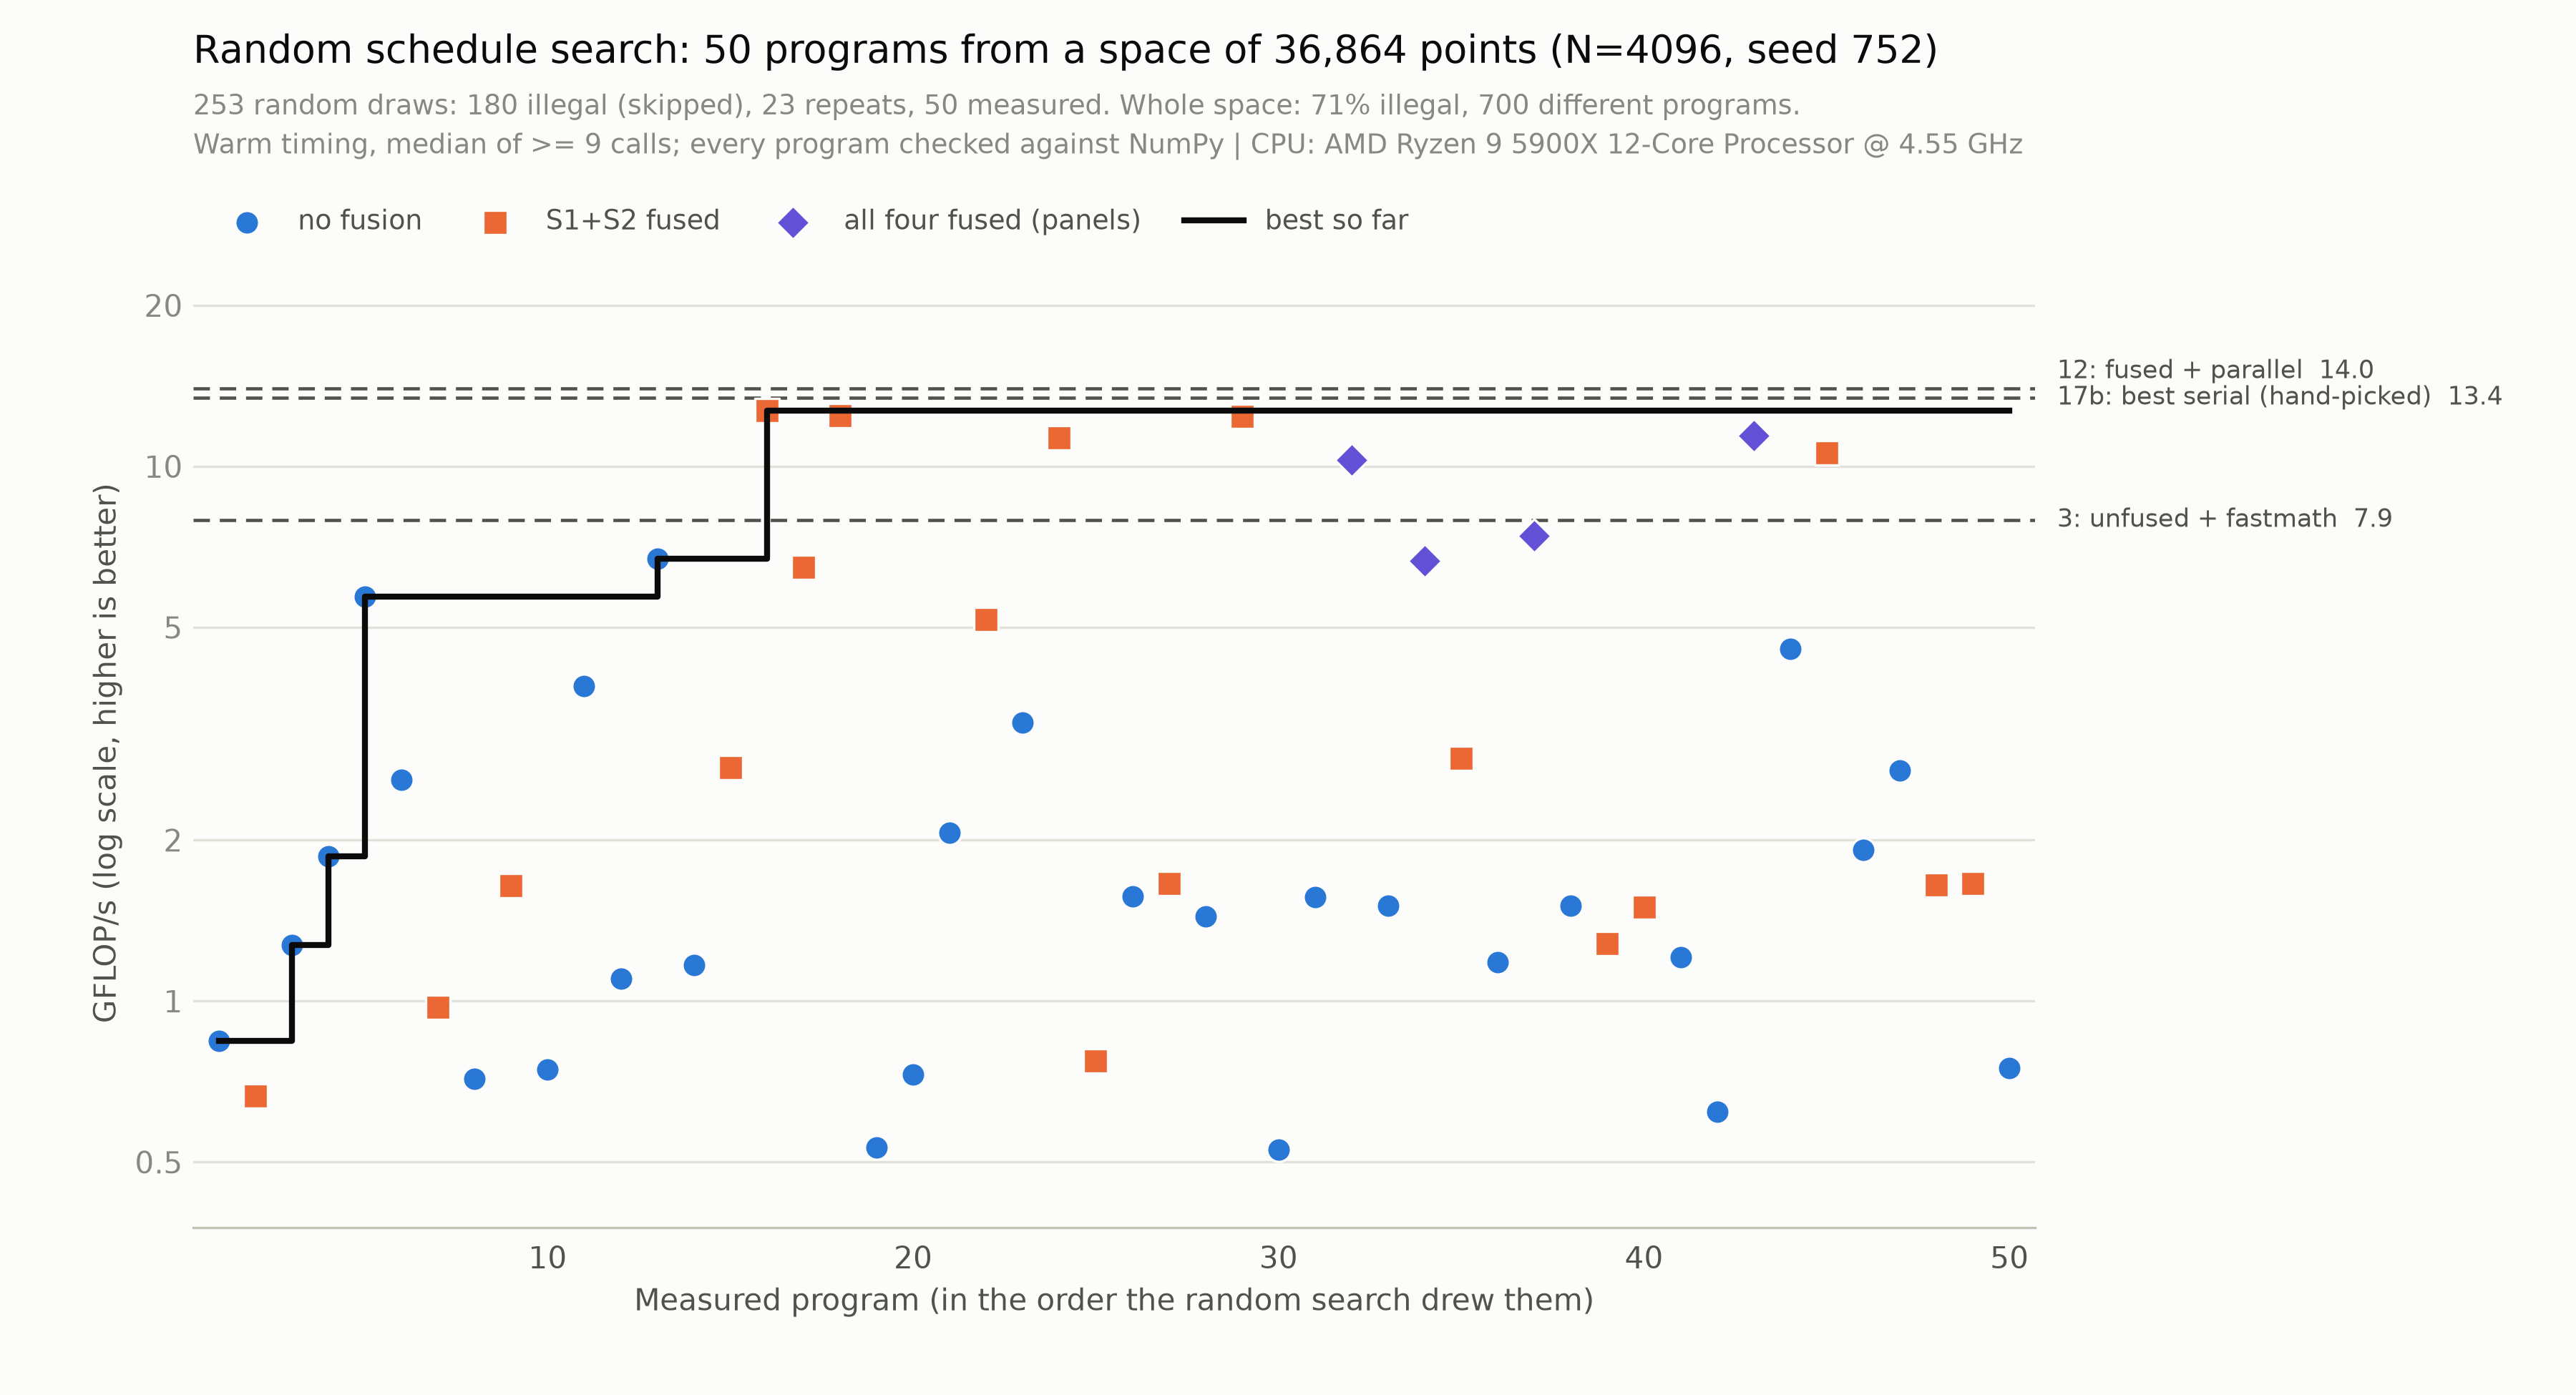 Random schedule search: 50 programs from a space of 36,864 points (N=4096, seed 752)
253 random draws: 180 illegal (skipped), 23 repeats, 50 measured. Whole space: 71% illegal, 700 different programs.
Warm timing, median of >= 9 calls; every program checked against NumPy | CPU: AMD Ryzen 9 5900X 12-Core Processor @ 4.55 GHz
no fusion
S1+S2 fused
all four fused (panels)
best so far
GFLOP/s (log scale, higher is better)
20
10
5
2
1
0.5
12: fused + parallel 14.0
17b: best serial (hand-picked) 13.4
3: unfused + fastmath 7.9
10
20
30
40
50
Measured program (in the order the random search drew them)